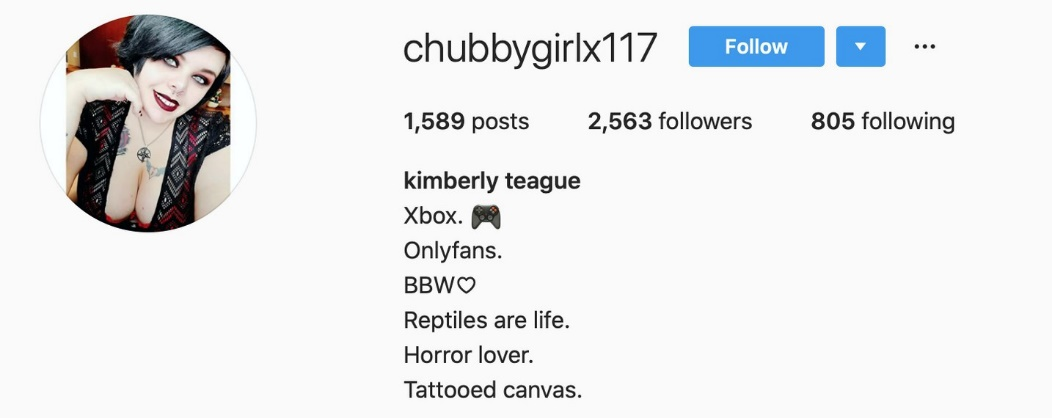 chubbygirlx117 Follow
1,589 posts 2,563 followers 805 following
kimberly teague
Xbox. 🎮
Onlyfans.
BBW♡
Reptiles are life.
Horror lover.
Tattooed canvas.